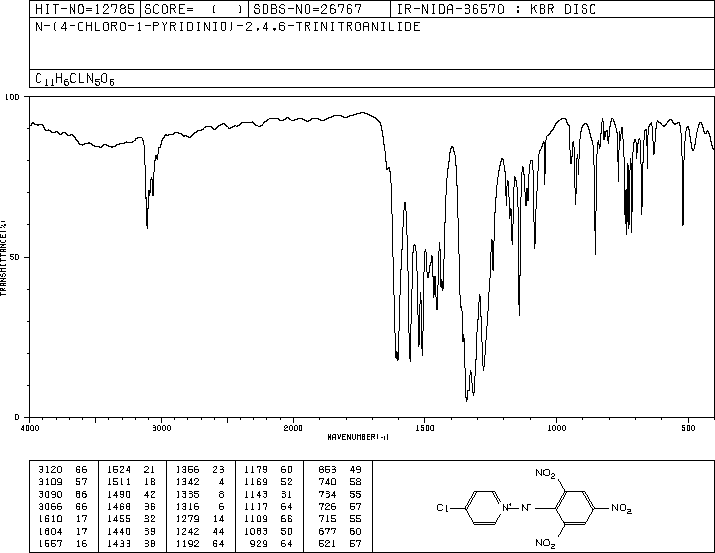 HIT-NO=12785 SCORE= ( ) SDBS-NO=26767 IR-NIDA-36570 : KBR DISC
N-(4-CHLORO-1-PYRIDINIO)-2,4,6-TRINITROANILIDE
C11H6CLN5O6
100
TRANSMITTANCE(%)
50
0
4000 3000 2000 1500 1000 500
WAVENUMBER(-1)
3120 66 1524 21 1356 23 1179 60 853 49
3109 57 1511 18 1342 4 1169 52 740 58
3090 86 1490 42 1335 8 1143 31 734 55
3066 66 1468 36 1316 6 1117 64 726 57
1610 17 1455 32 1279 14 1109 66 715 55
1604 17 1440 39 1242 44 1083 50 677 60
1557 16 1433 38 1192 64 929 64 521 57
NO2
Cl N+ N- NO2
NO2